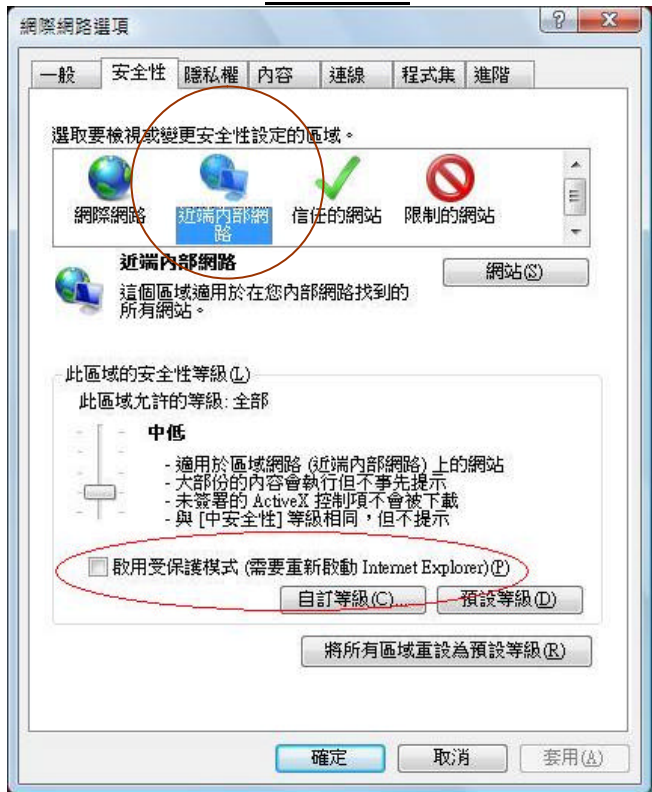 網際網路選項
一般 安全性 隱私權 內容 連線 程式集 進階
選取要檢視或變更安全性設定的區域。
網際網路 近端內部網路 信任的網站 限制的網站
近端內部網路
網站(S)
這個區域適用於在您內部網路找到的
所有網站。
此區域的安全性等級(L)
此區域允許的等級: 全部
中低
- 適用於區域網路 (近端內部網路) 上的網站
- 大部份的內容會執行但不事先提示
- 未簽署的 ActiveX 控制項不會被下載
- 與 [中安全性] 等級相同，但不提示
啟用受保護模式 (需要重新啟動 Internet Explorer)(P)
自訂等級(C)... 預設等級(D)
將所有區域重設為預設等級(R)
確定 取消 套用(A)